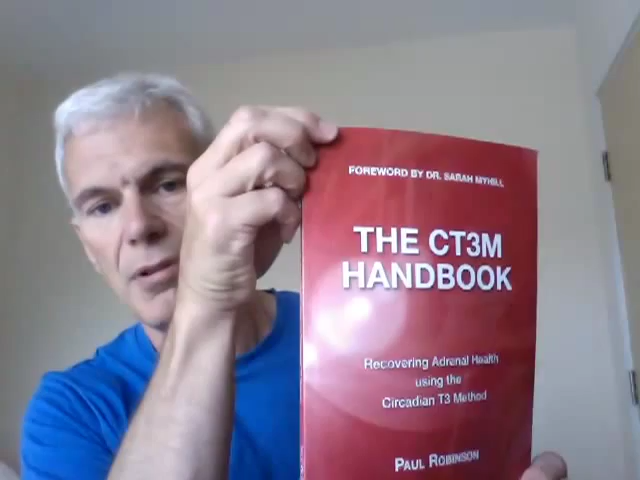 FOREWORD BY DR. SARAH MYHILL
THE CT3M
HANDBOOK
Recovering Adrenal Health
using the
Circadian T3 Method
PAUL ROBINSON